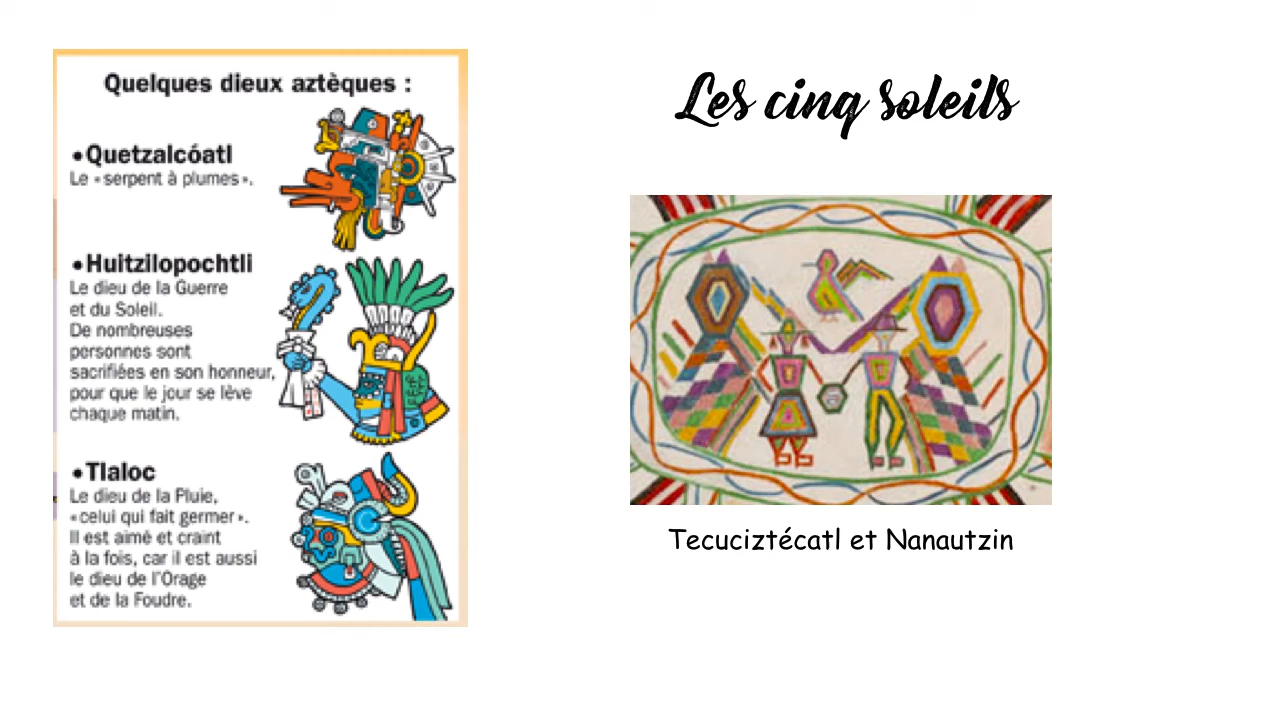 Quelques dieux aztèques :
•Quetzalcóatl
Le «serpent à plumes».
•Huitzilopochtli
Le dieu de la Guerre
et du Soleil.
De nombreuses
personnes sont
sacrifiées en son honneur,
pour que le jour se lève
chaque matin.
•Tlaloc
Le dieu de la Pluie,
«celui qui fait germer».
Il est aimé et craint
à la fois, car il est aussi
le dieu de l'Orage
et de la Foudre.
Les cinq soleils
Tecuciztécatl et Nanautzin